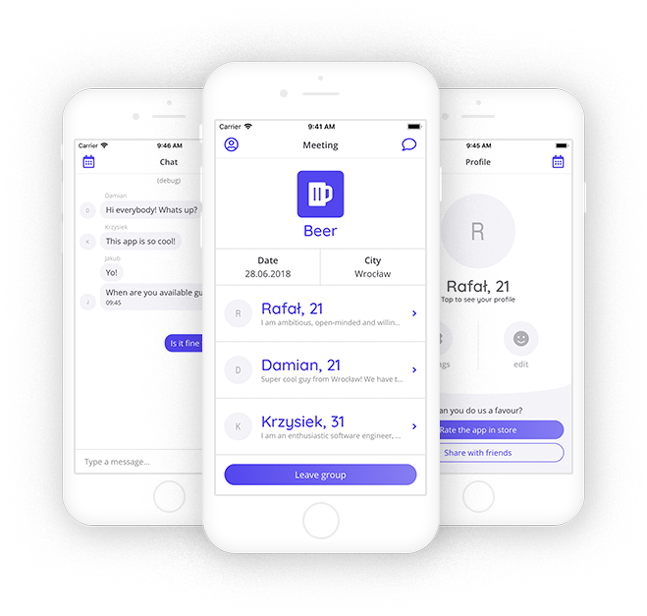 Carrier 9:46 AM
Chat
(debug)
Damian
D Hi everybody! Whats up?
Krzysiek
K This app is so cool!
Jakub
Yo!
When are you available
J 09:45
Is it fine
Type a message...
Carrier 9:41 AM
Meeting
Beer
Date City
28.06.2018 Wrocław
R Rafał, 21
I am ambitious, open-minded and willin...
D Damian, 21
Super cool guy from Wrocław! We have t...
K Krzysiek, 31
I am an enthusiastic software engineer, ...
Leave group
9:45 AM
Profile
R
Rafał, 21
Tap to see your profile
edit
you do us a favour?
Rate the app in store
Share with friends